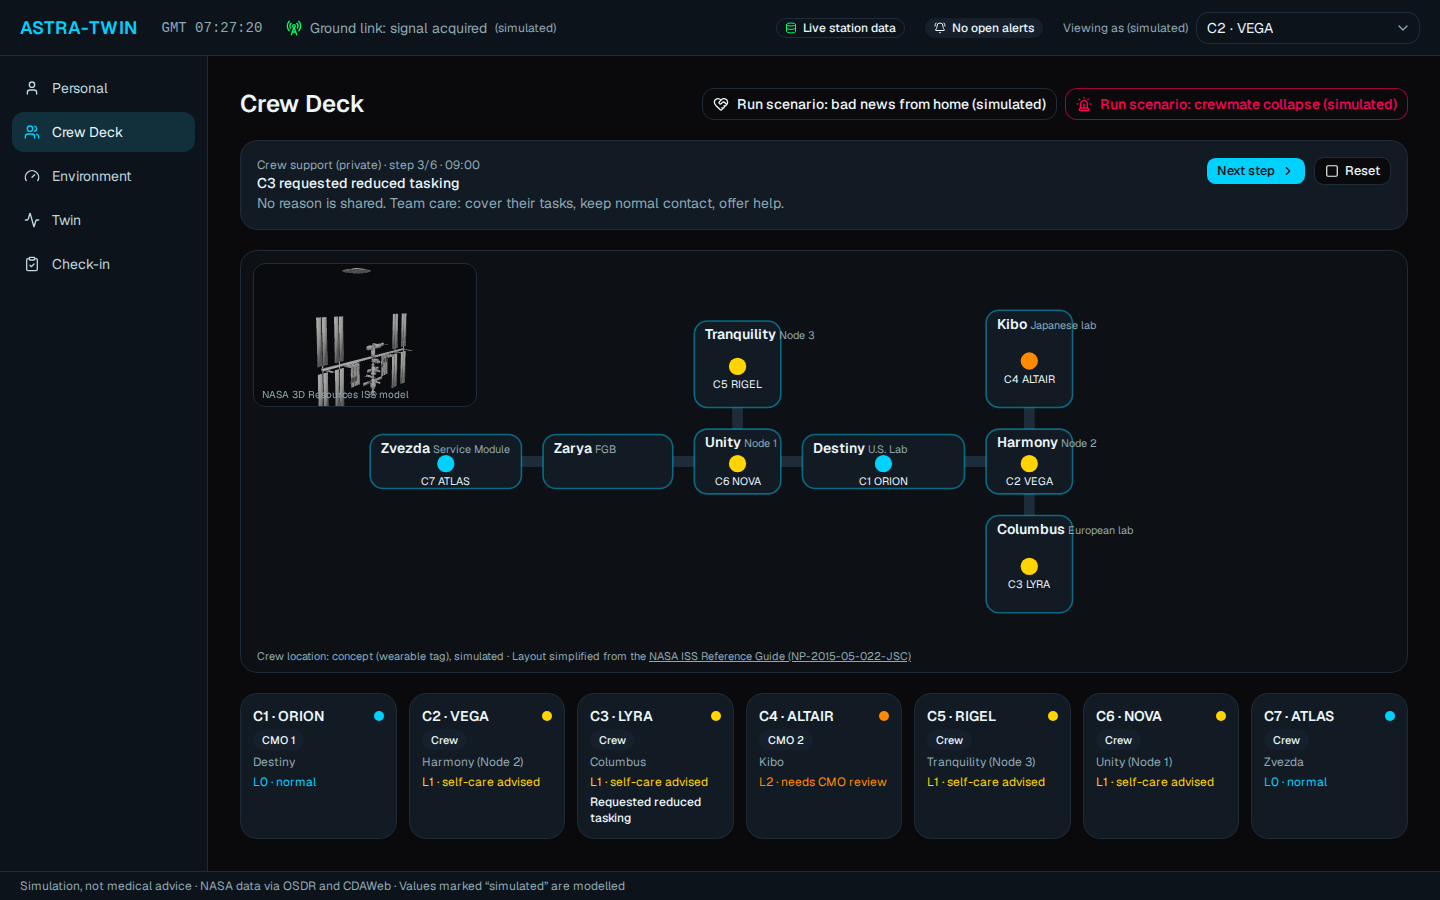 ASTRA-TWIN
GMT 07:27:20
Ground link: signal acquired (simulated)
Live station data
No open alerts
Viewing as (simulated)
C2 · VEGA
Personal
Crew Deck
Environment
Twin
Check-in
Crew Deck
Run scenario: bad news from home (simulated)
Run scenario: crewmate collapse (simulated)
Crew support (private) · step 3/6 · 09:00
C3 requested reduced tasking
No reason is shared. Team care: cover their tasks, keep normal contact, offer help.
Next step
Reset
NASA 3D Resources ISS model
Tranquility Node 3
C5 RIGEL
Kibo Japanese lab
C4 ALTAIR
Zvezda Service Module
C7 ATLAS
Zarya FGB
Unity Node 1
C6 NOVA
Destiny U.S. Lab
C1 ORION
Harmony Node 2
C2 VEGA
Columbus European lab
C3 LYRA
Crew location: concept (wearable tag), simulated · Layout simplified from the NASA ISS Reference Guide (NP-2015-05-022-JSC)
C1 · ORION
CMO 1
Destiny
L0 · normal
C2 · VEGA
Crew
Harmony (Node 2)
L1 · self-care advised
C3 · LYRA
Crew
Columbus
L1 · self-care advised
Requested reduced
tasking
C4 · ALTAIR
CMO 2
Kibo
L2 · needs CMO review
C5 · RIGEL
Crew
Tranquility (Node 3)
L1 · self-care advised
C6 · NOVA
Crew
Unity (Node 1)
L1 · self-care advised
C7 · ATLAS
Crew
Zvezda
L0 · normal
Simulation, not medical advice · NASA data via OSDR and CDAWeb · Values marked “simulated” are modelled